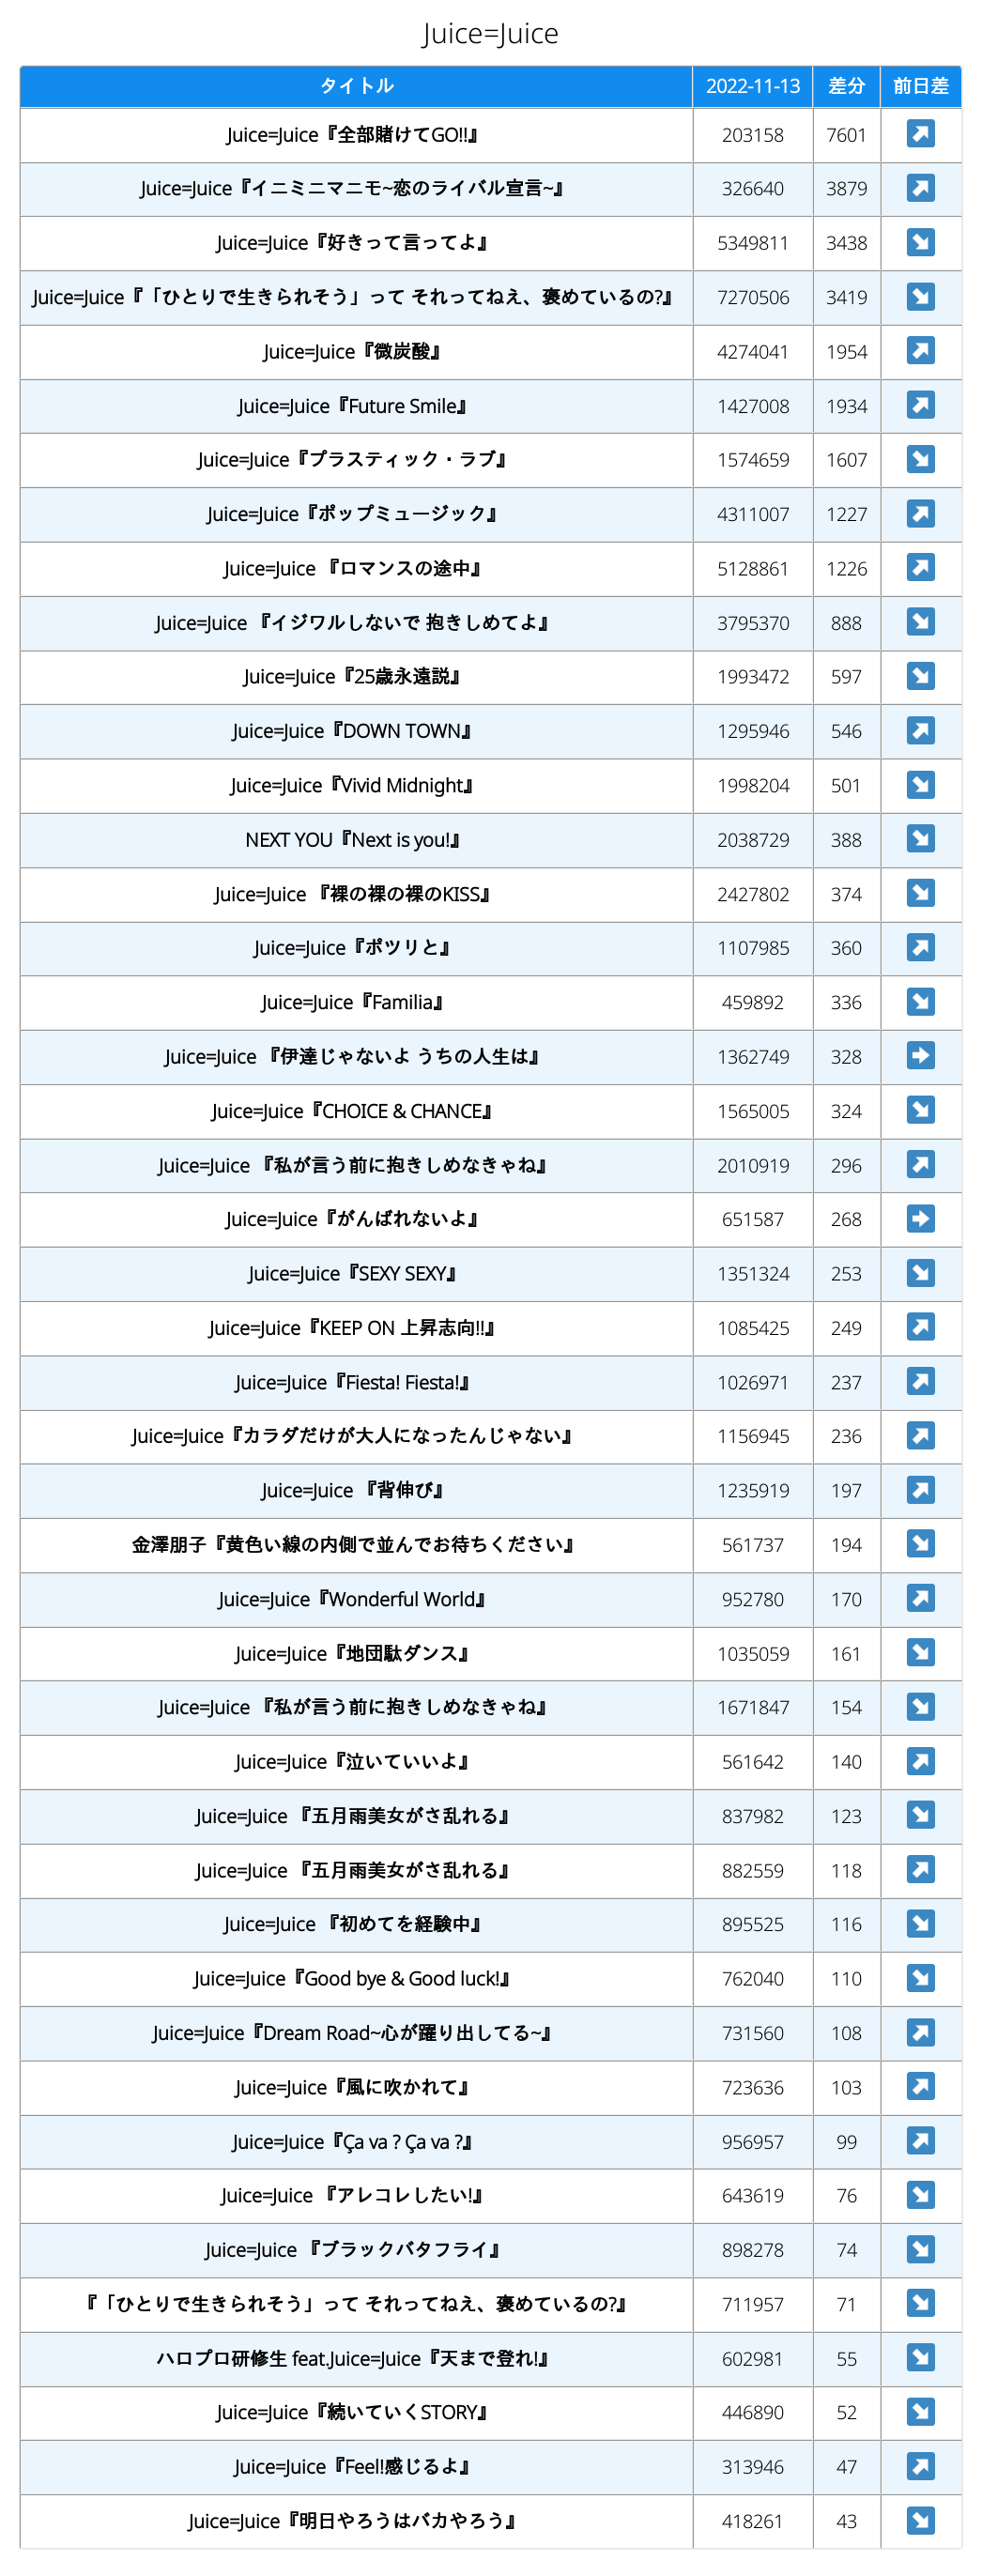 Juice=Juice
タイトル 2022-11-13 差分 前日差
Juice=Juice『全部賭けてGO!!』 203158 7601 ↗
Juice=Juice『イニミニマニモ~恋のライバル宣言~』 326640 3879 ↗
Juice=Juice『好きって言ってよ』 5349811 3438 ↘
Juice=Juice『「ひとりで生きられそう」って それってねえ、褒めているの?』 7270506 3419 ↘
Juice=Juice『微炭酸』 4274041 1954 ↗
Juice=Juice『Future Smile』 1427008 1934 ↗
Juice=Juice『プラスティック・ラブ』 1574659 1607 ↘
Juice=Juice『ポップミュージック』 4311007 1227 ↗
Juice=Juice 『ロマンスの途中』 5128861 1226 ↗
Juice=Juice 『イジワルしないで 抱きしめてよ』 3795370 888 ↘
Juice=Juice『25歳永遠説』 1993472 597 ↘
Juice=Juice『DOWN TOWN』 1295946 546 ↗
Juice=Juice『Vivid Midnight』 1998204 501 ↘
NEXT YOU『Next is you!』 2038729 388 ↘
Juice=Juice 『裸の裸の裸のKISS』 2427802 374 ↘
Juice=Juice『ポツリと』 1107985 360 ↗
Juice=Juice『Familia』 459892 336 ↘
Juice=Juice 『伊達じゃないよ うちの人生は』 1362749 328 ➡
Juice=Juice『CHOICE & CHANCE』 1565005 324 ↘
Juice=Juice 『私が言う前に抱きしめなきゃね』 2010919 296 ↗
Juice=Juice『がんばれないよ』 651587 268 ➡
Juice=Juice『SEXY SEXY』 1351324 253 ↘
Juice=Juice『KEEP ON 上昇志向!!』 1085425 249 ↗
Juice=Juice『Fiesta! Fiesta!』 1026971 237 ↗
Juice=Juice『カラダだけが大人になったんじゃない』 1156945 236 ↗
Juice=Juice 『背伸び』 1235919 197 ↗
金澤朋子『黄色い線の内側で並んでお待ちください』 561737 194 ↘
Juice=Juice『Wonderful World』 952780 170 ↗
Juice=Juice『地団駄ダンス』 1035059 161 ↘
Juice=Juice 『私が言う前に抱きしめなきゃね』 1671847 154 ↘
Juice=Juice『泣いていいよ』 561642 140 ↗
Juice=Juice 『五月雨美女がさ乱れる』 837982 123 ↘
Juice=Juice 『五月雨美女がさ乱れる』 882559 118 ↗
Juice=Juice 『初めてを経験中』 895525 116 ↘
Juice=Juice『Good bye & Good luck!』 762040 110 ↘
Juice=Juice『Dream Road~心が躍り出してる~』 731560 108 ↗
Juice=Juice『風に吹かれて』 723636 103 ↗
Juice=Juice『Ça va ? Ça va ?』 956957 99 ↗
Juice=Juice 『アレコレしたい!』 643619 76 ↘
Juice=Juice 『ブラックバタフライ』 898278 74 ↘
『「ひとりで生きられそう」って それってねえ、褒めているの?』 711957 71 ↘
ハロプロ研修生 feat.Juice=Juice『天まで登れ!』 602981 55 ↘
Juice=Juice『続いていくSTORY』 446890 52 ↘
Juice=Juice『Feel!感じるよ』 313946 47 ↗
Juice=Juice『明日やろうはバカやろう』 418261 43 ↘